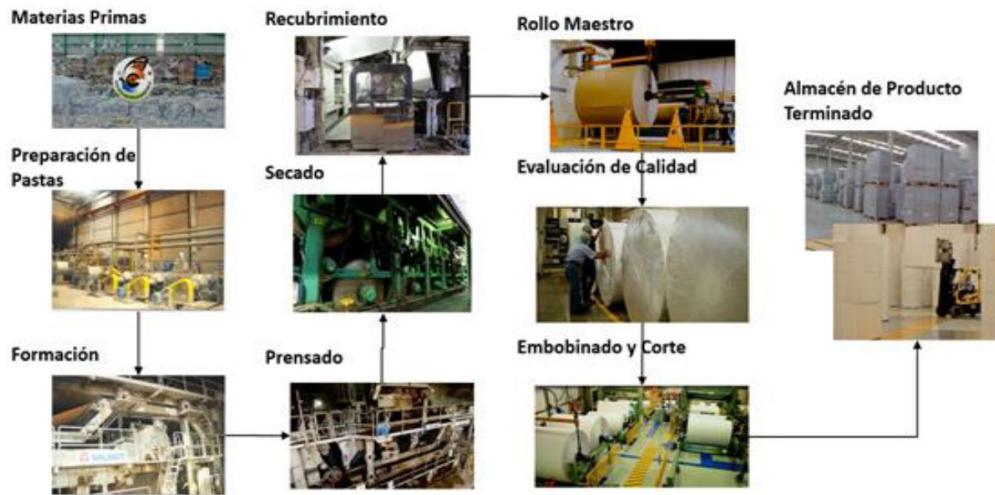 Materias Primas
Preparación de
Pastas
Formación
Prensado
Secado
Recubrimiento
Rollo Maestro
Evaluación de Calidad
Embobinado y Corte
Almacén de Producto
Terminado
VALMET